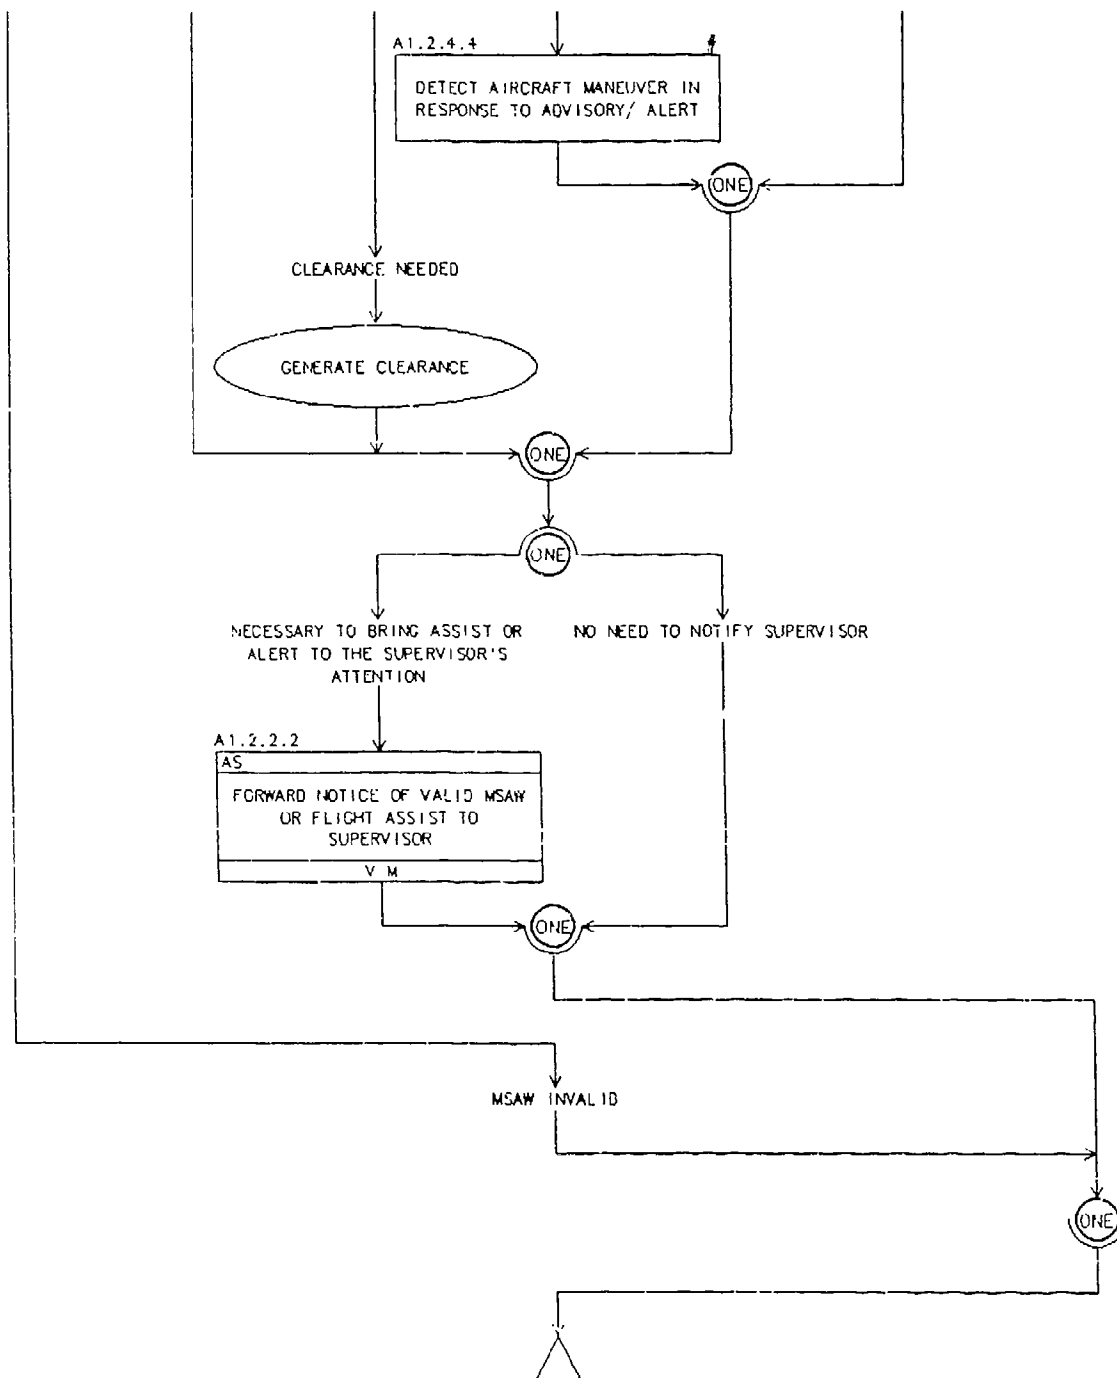 A1.2.4.4
DETECT AIRCRAFT MANEUVER IN
RESPONSE TO ADVISORY/ ALERT
ONE
CLEARANCE NEEDED
GENERATE CLEARANCE
ONE
ONE
NECESSARY TO BRING ASSIST OR
ALERT TO THE SUPERVISOR'S
ATTENTION
NO NEED TO NOTIFY SUPERVISOR
A1.2.2.2
AS
FORWARD NOTICE OF VALID MSAW
OR FLIGHT ASSIST TO
SUPERVISOR
V M
ONE
MSAW INVALID
ONE